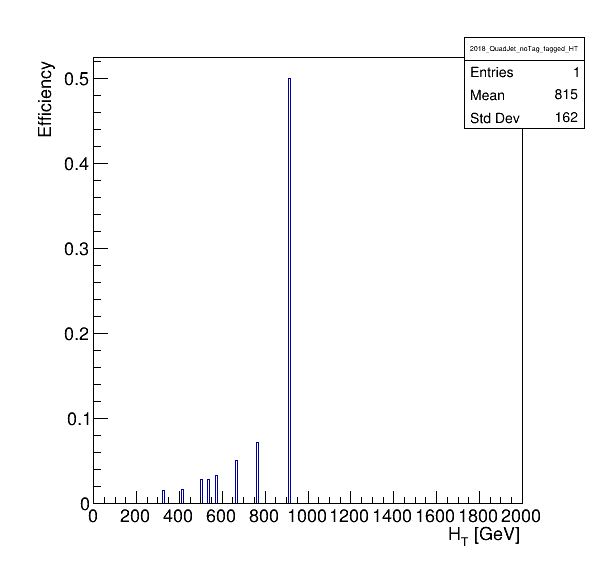 2018_QuadJet_noTag_tagged_HT
Entries 1
Mean 815
Std Dev 162
Efficiency
0.5
0.4
0.3
0.2
0.1
0
0 200 400 600 800 1000 1200 1400 1600 1800 2000
H_T [GeV]